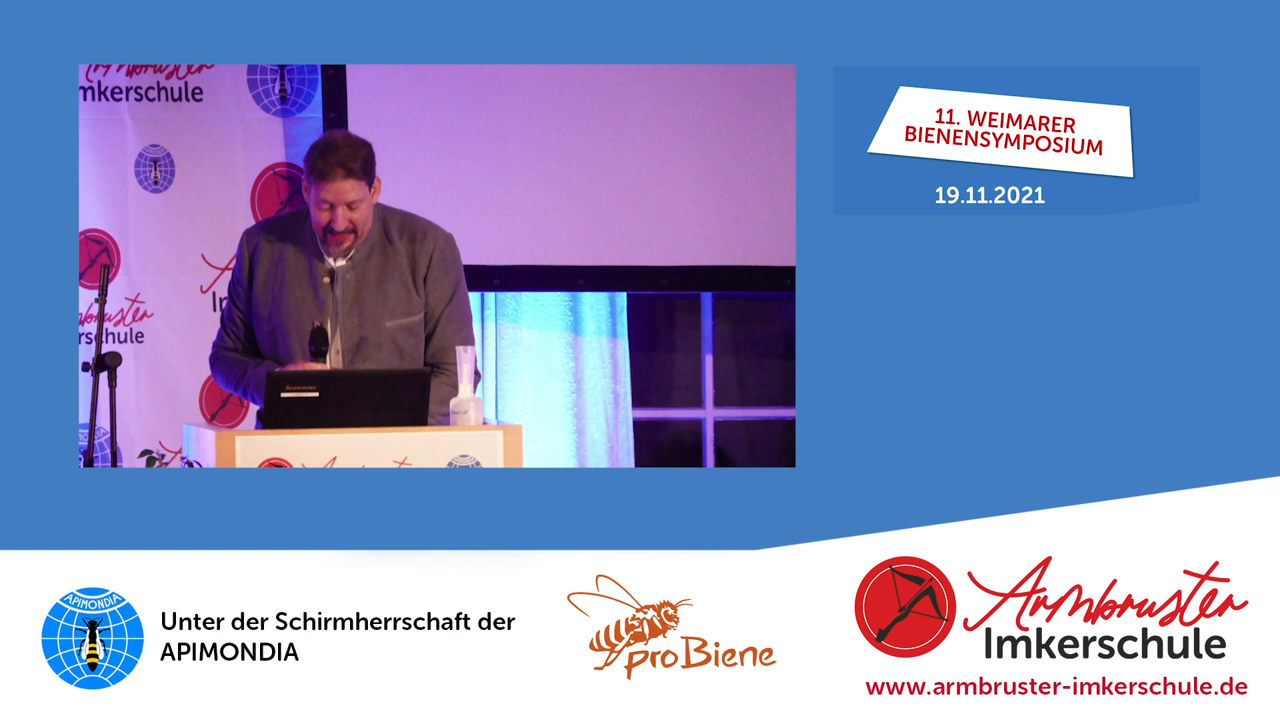 Armbruster
Imkerschule
11. WEIMARER
BIENENSYMPOSIUM
19.11.2021
APIMONDIA
Unter der Schirmherrschaft der
APIMONDIA
proBiene
Armbruster
Imkerschule
www.armbruster-imkerschule.de